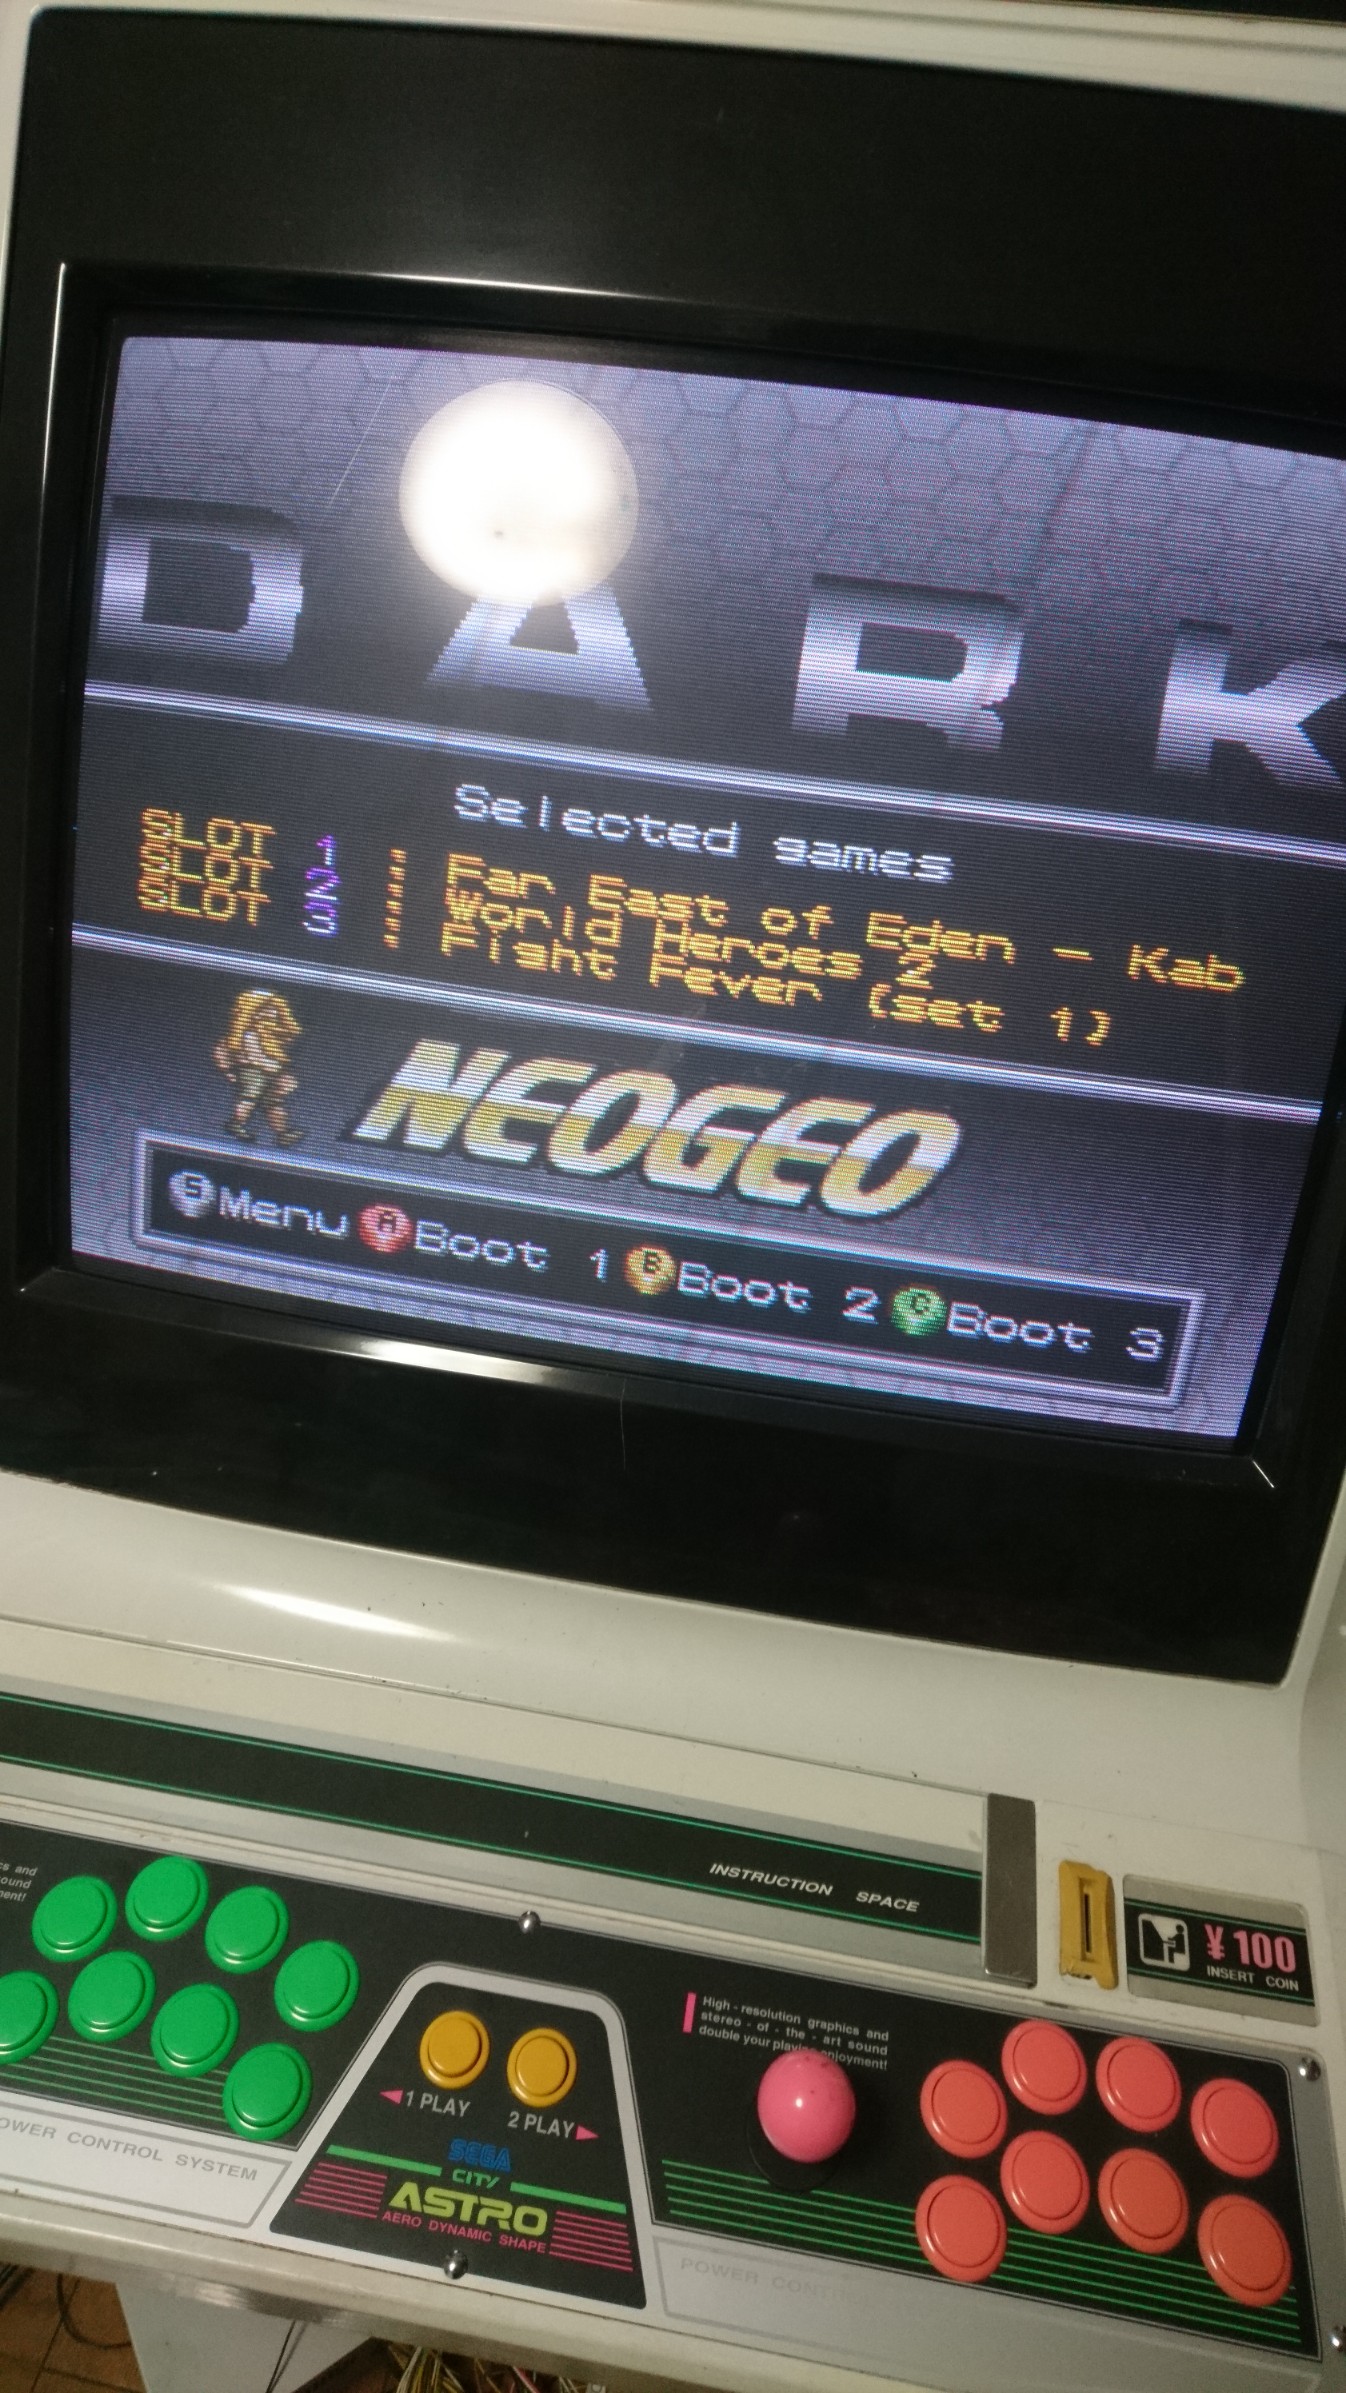 DARK
Selected games
SLOT 1 : Far East of Eden - Kab
SLOT 2 : World Heroes 2
SLOT 3 : Fight Fever (set 1)
NEOGEO
S Menu A Boot 1 B Boot 2 C Boot 3
INSTRUCTION SPACE
¥100
INSERT COIN
High-resolution graphics and
stereo-of-the-art sound
double your playing enjoyment!
1 PLAY 2 PLAY
SEGA
CITY
ASTRO
AERO DYNAMIC SHAPE
OWER CONTROL SYSTEM
POWER CONT